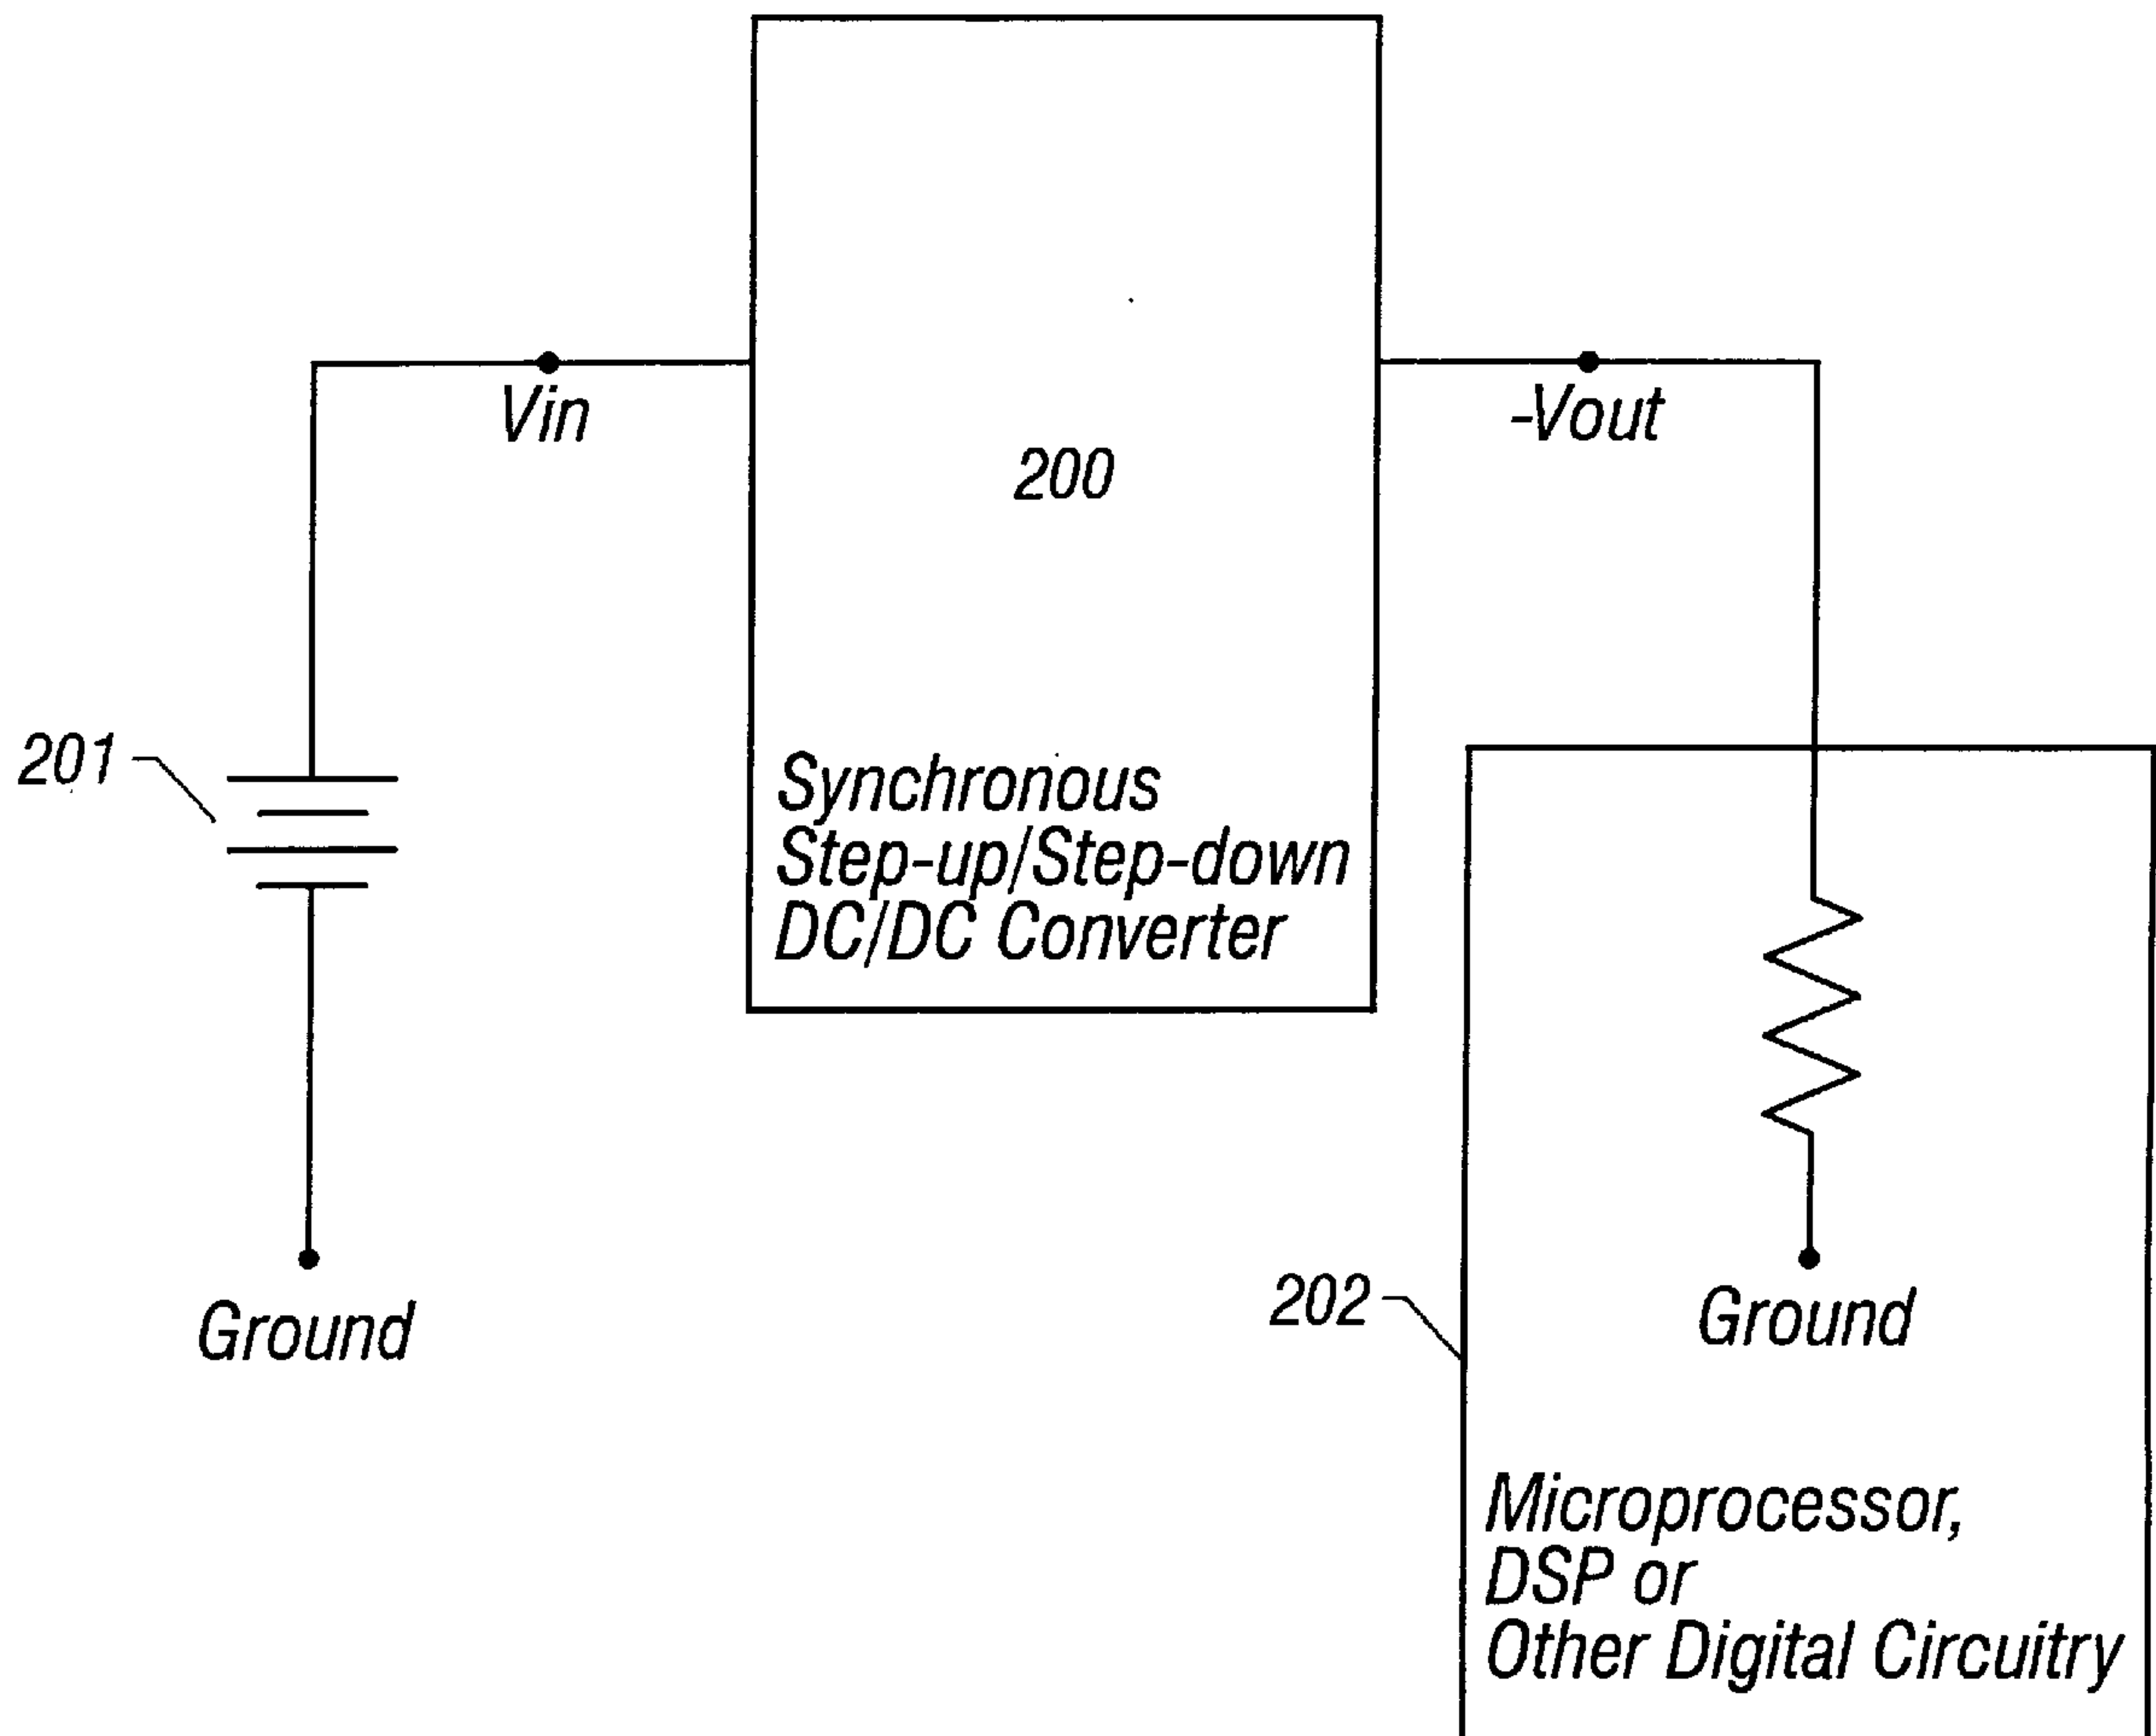 Vin
-Vout
200
201
Synchronous
Step-up/Step-down
DC/DC Converter
Ground
202
Ground
Microprocessor,
DSP or
Other Digital Circuitry